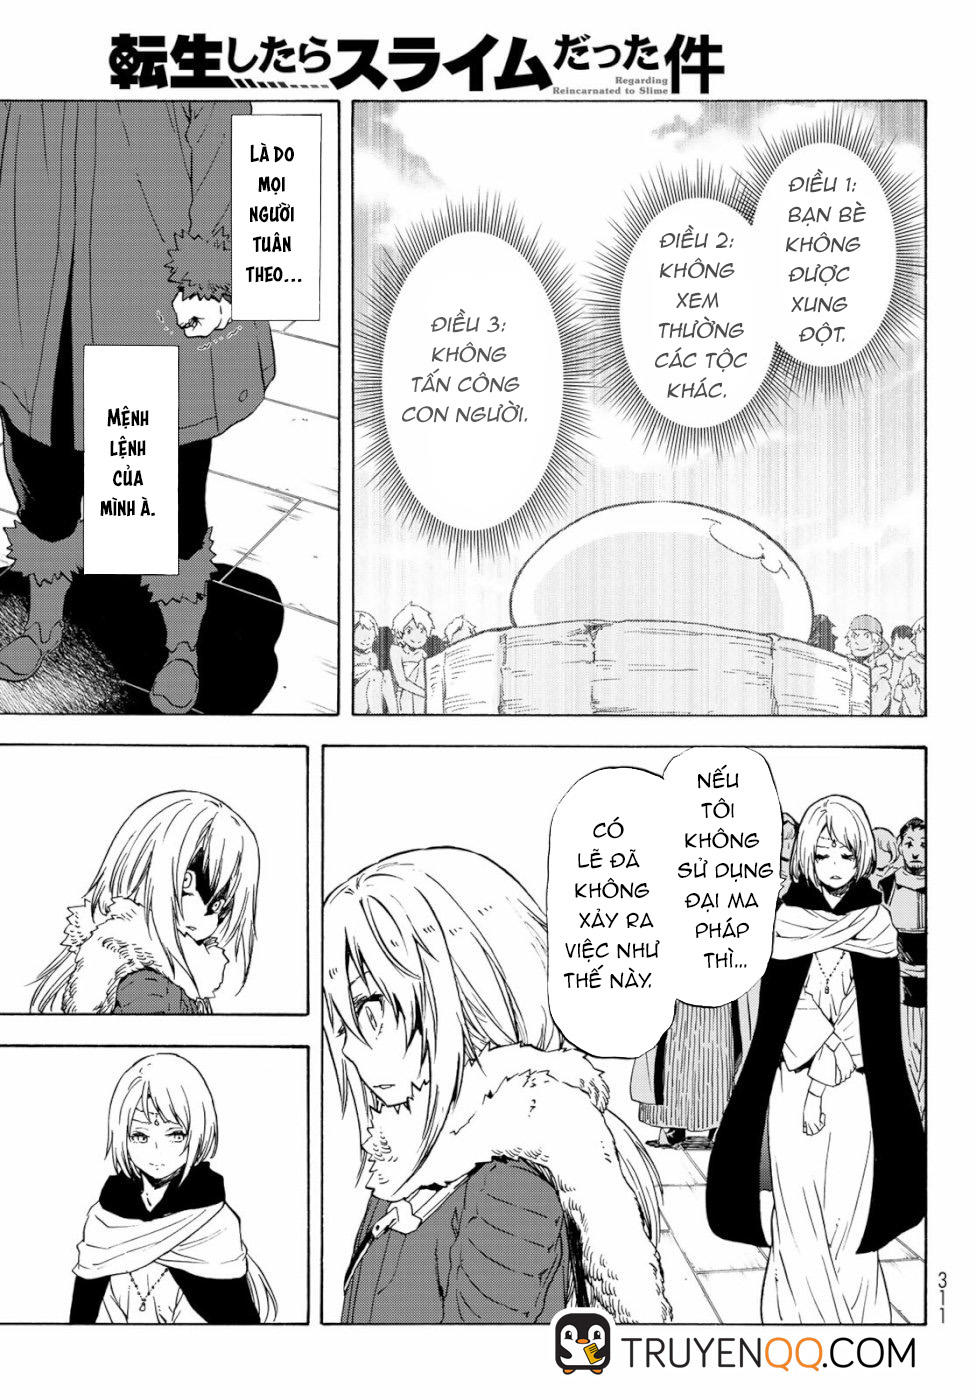 転生したらスライムだった件
Regarding
Reincarnated to Slime
ĐIỀU 1:
BẠN BÈ
KHÔNG
ĐƯỢC
XUNG
ĐỘT.
ĐIỀU 2:
KHÔNG
XEM
THƯỜNG
CÁC TỘC
KHÁC.
ĐIỀU 3:
KHÔNG
TẤN CÔNG
CON NGƯỜI.
LÀ DO
MỌI
NGƯỜI
TUÂN
THEO...
MỆNH
LỆNH
CỦA
MÌNH À.
NẾU
TÔI
KHÔNG
SỬ DỤNG
ĐẠI MA
PHÁP
THÌ...
CÓ
LẼ ĐÃ
KHÔNG
XẢY RA
VIỆC NHƯ
THẾ NÀY.
311
TRUYENQQ.COM